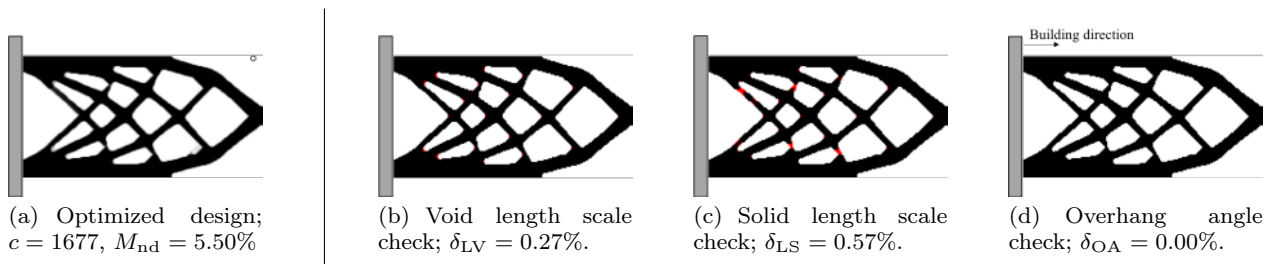 Building direction
(a) Optimized design;
c = 1677, M_nd = 5.50%
(b) Void length scale
check; δ_LV = 0.27%.
(c) Solid length scale
check; δ_LS = 0.57%.
(d) Overhang angle
check; δ_OA = 0.00%.